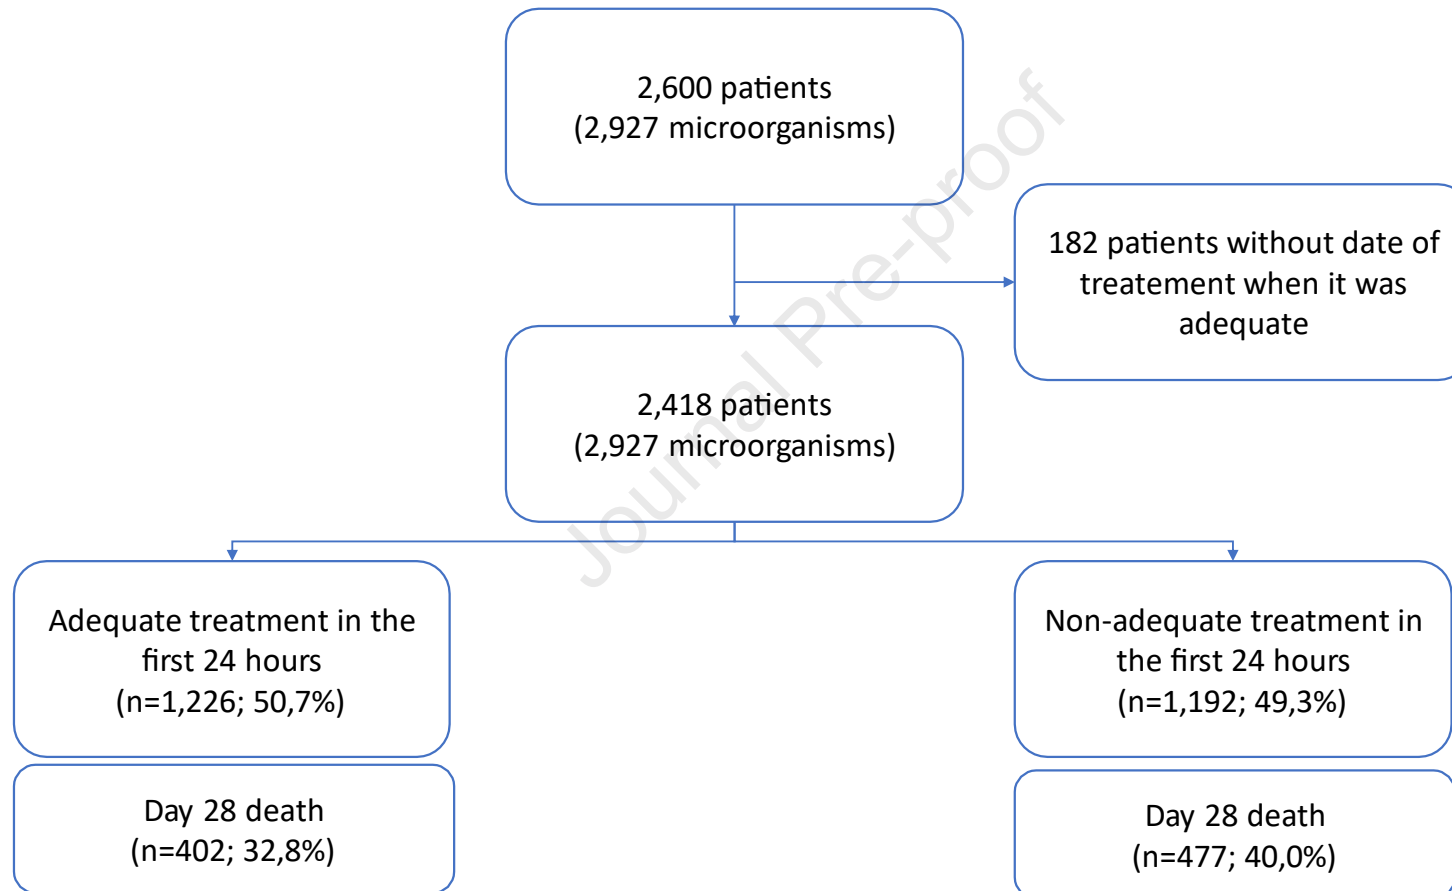 2,600 patients
(2,927 microorganisms)
182 patients without date of
treatement when it was
adequate
2,418 patients
(2,927 microorganisms)
Adequate treatment in the
first 24 hours
(n=1,226; 50,7%)
Non-adequate treatment in
the first 24 hours
(n=1,192; 49,3%)
Day 28 death
(n=402; 32,8%)
Day 28 death
(n=477; 40,0%)
Journal Pre-proof